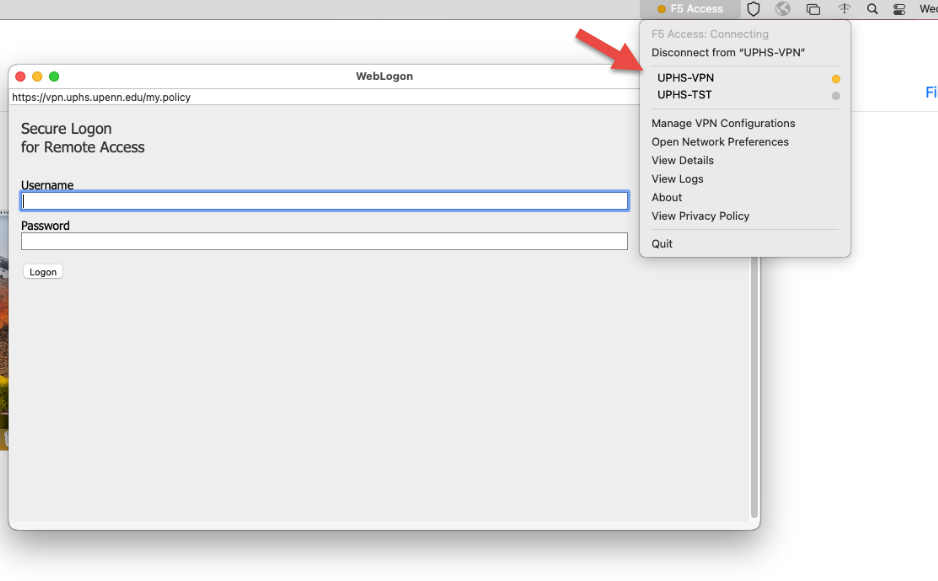 F5 Access
Wed
F5 Access: Connecting
Disconnect from “UPHS-VPN”
UPHS-VPN
UPHS-TST
Manage VPN Configurations
Open Network Preferences
View Details
View Logs
About
View Privacy Policy
Quit
Fi
WebLogon
https://vpn.uphs.upenn.edu/my.policy
Secure Logon
for Remote Access
Username
Password
Logon